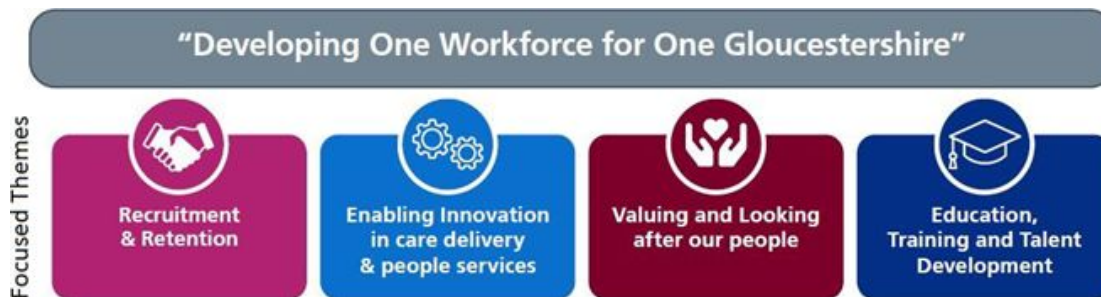 “Developing One Workforce for One Gloucestershire”
Focused Themes
Recruitment
& Retention
Enabling Innovation
in care delivery
& people services
Valuing and Looking
after our people
Education,
Training and Talent
Development